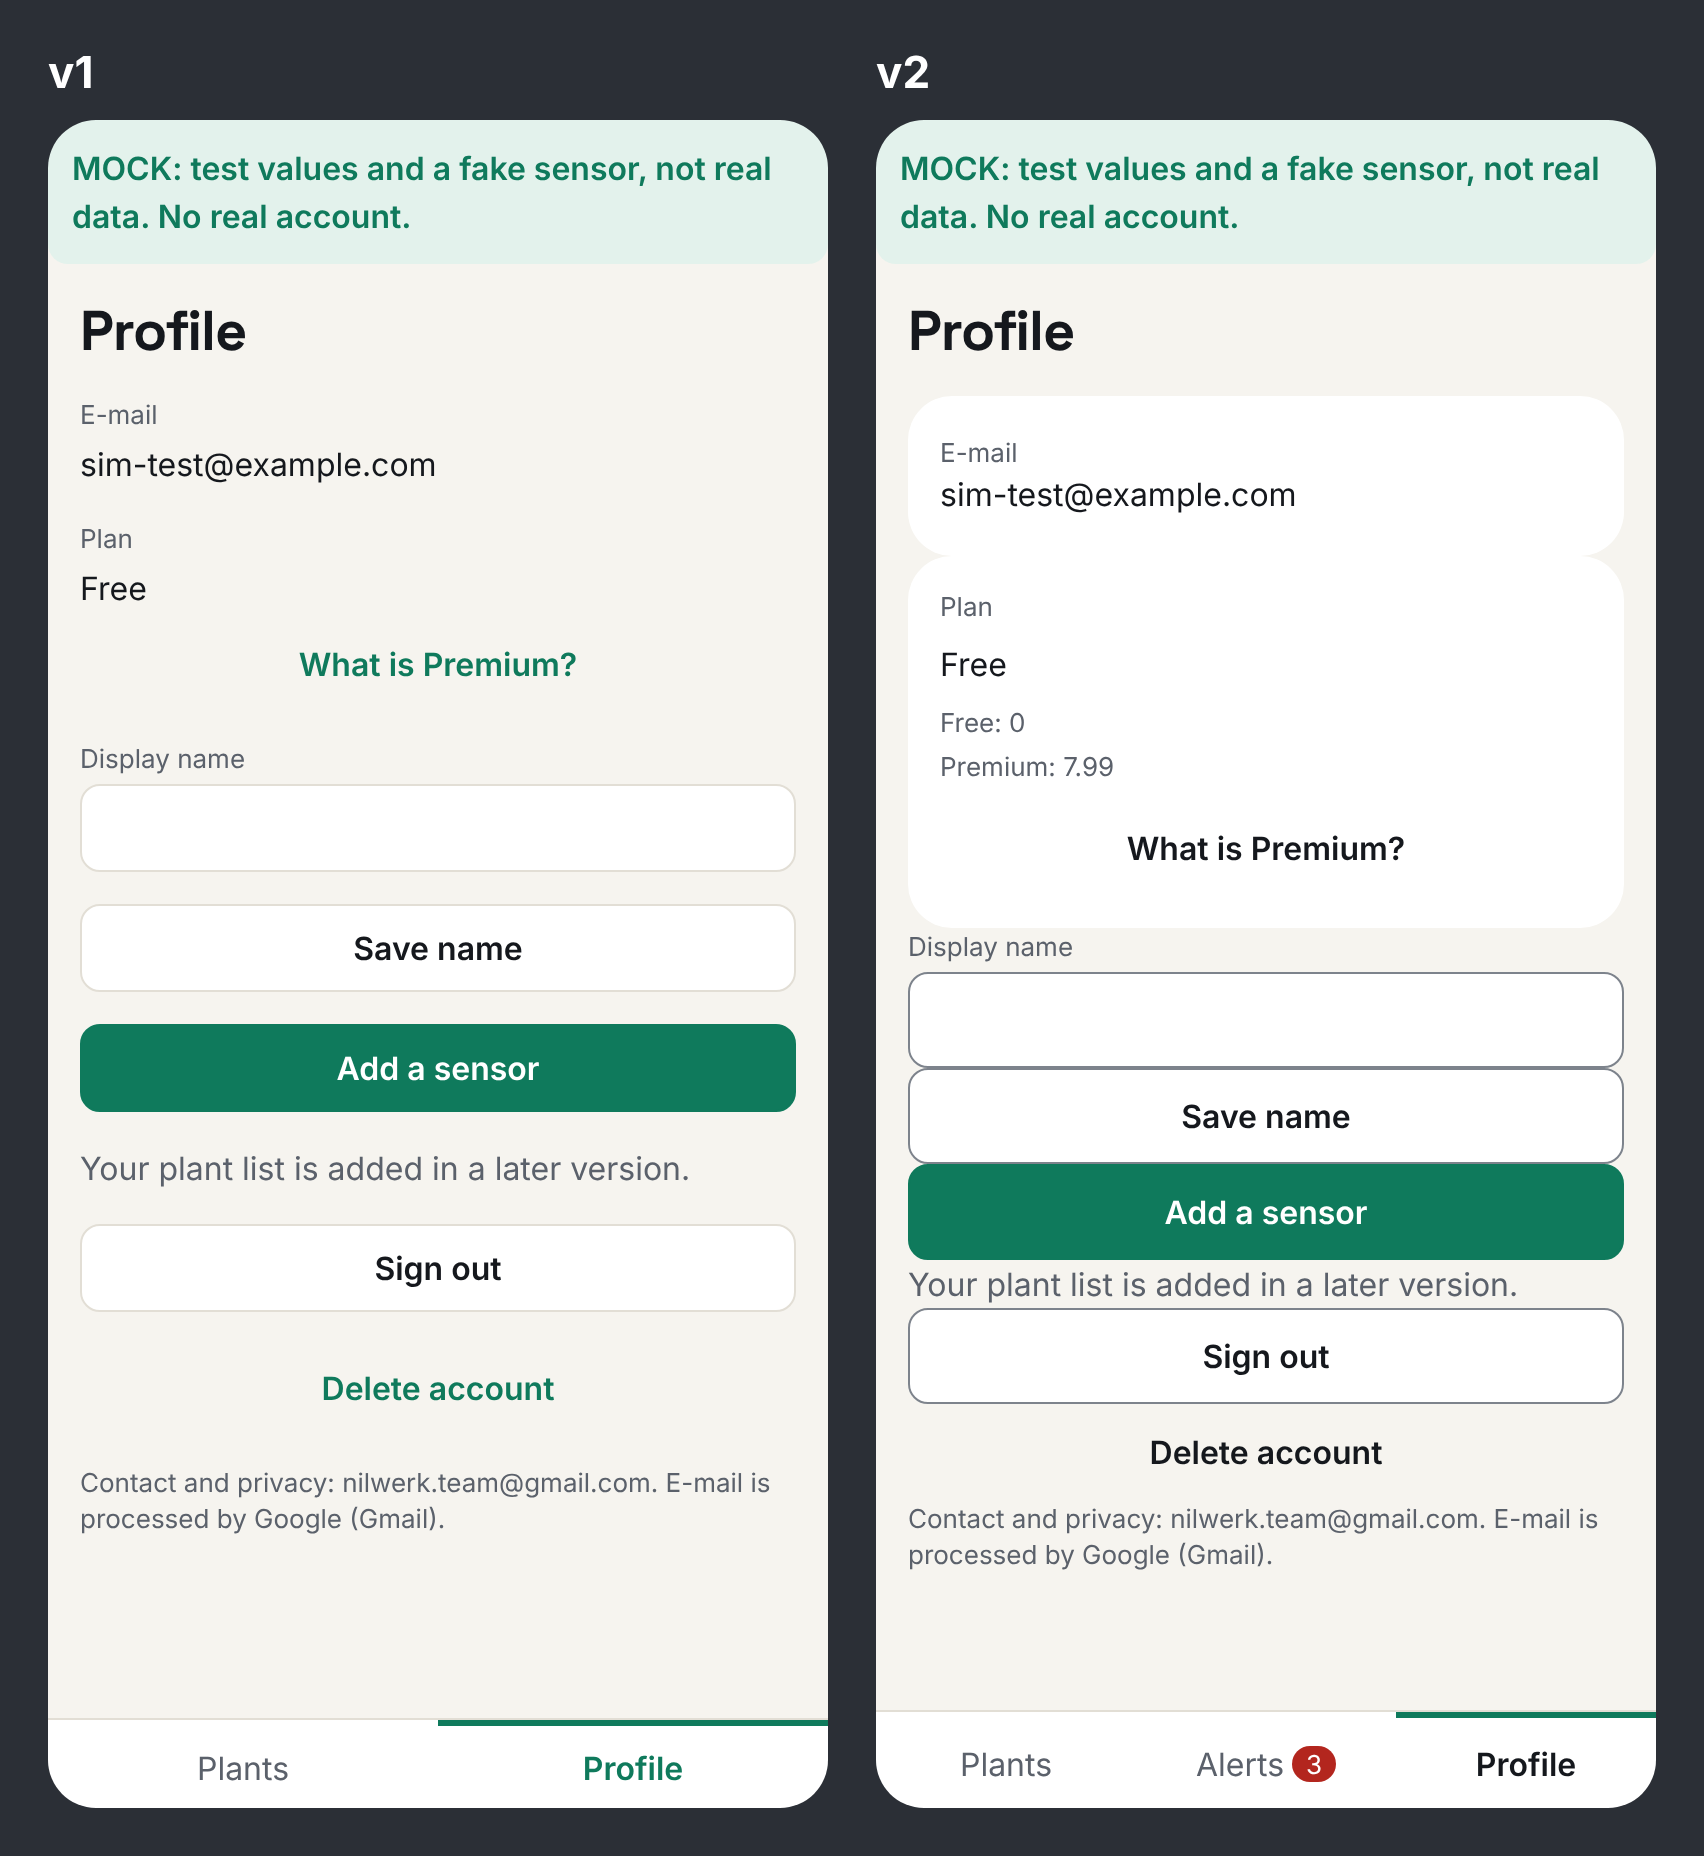 v1
MOCK: test values and a fake sensor, not real
data. No real account.
Profile
E-mail
sim-test@example.com
Plan
Free
What is Premium?
Display name
Save name
Add a sensor
Your plant list is added in a later version.
Sign out
Delete account
Contact and privacy: nilwerk.team@gmail.com. E-mail is
processed by Google (Gmail).
Plants
Profile
v2
MOCK: test values and a fake sensor, not real
data. No real account.
Profile
E-mail
sim-test@example.com
Plan
Free
Free: 0
Premium: 7.99
What is Premium?
Display name
Save name
Add a sensor
Your plant list is added in a later version.
Sign out
Delete account
Contact and privacy: nilwerk.team@gmail.com. E-mail is
processed by Google (Gmail).
Plants
Alerts 3
Profile